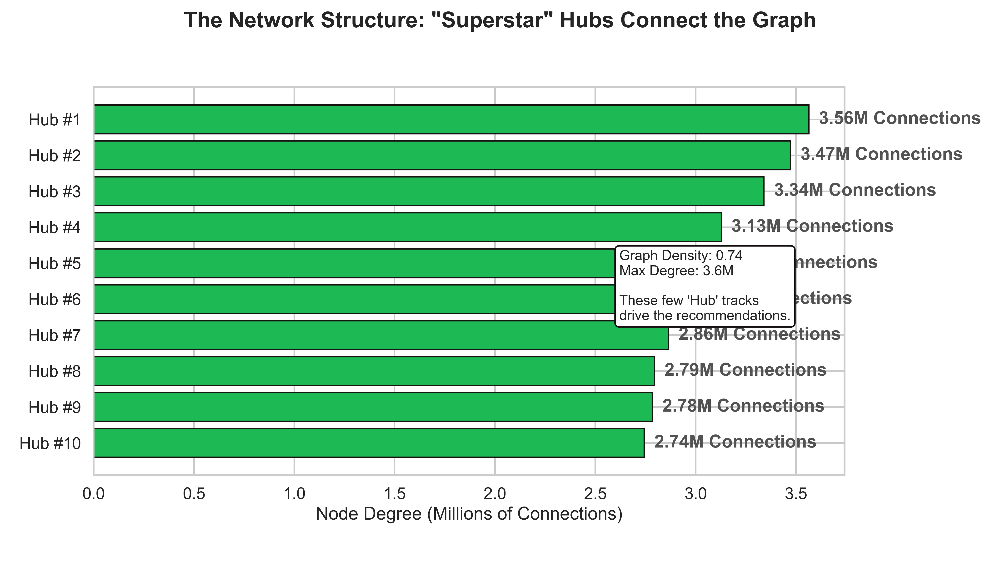 The Network Structure: "Superstar" Hubs Connect the Graph
Hub #1
3.56M Connections
Hub #2
3.47M Connections
Hub #3
3.34M Connections
Hub #4
3.13M Connections
Hub #5
Graph Density: 0.74
Max Degree: 3.6M
Hub #6
These few 'Hub' tracks
drive the recommendations.
Hub #7
2.86M Connections
Hub #8
2.79M Connections
Hub #9
2.78M Connections
Hub #10
2.74M Connections
0.0 0.5 1.0 1.5 2.0 2.5 3.0 3.5
Node Degree (Millions of Connections)